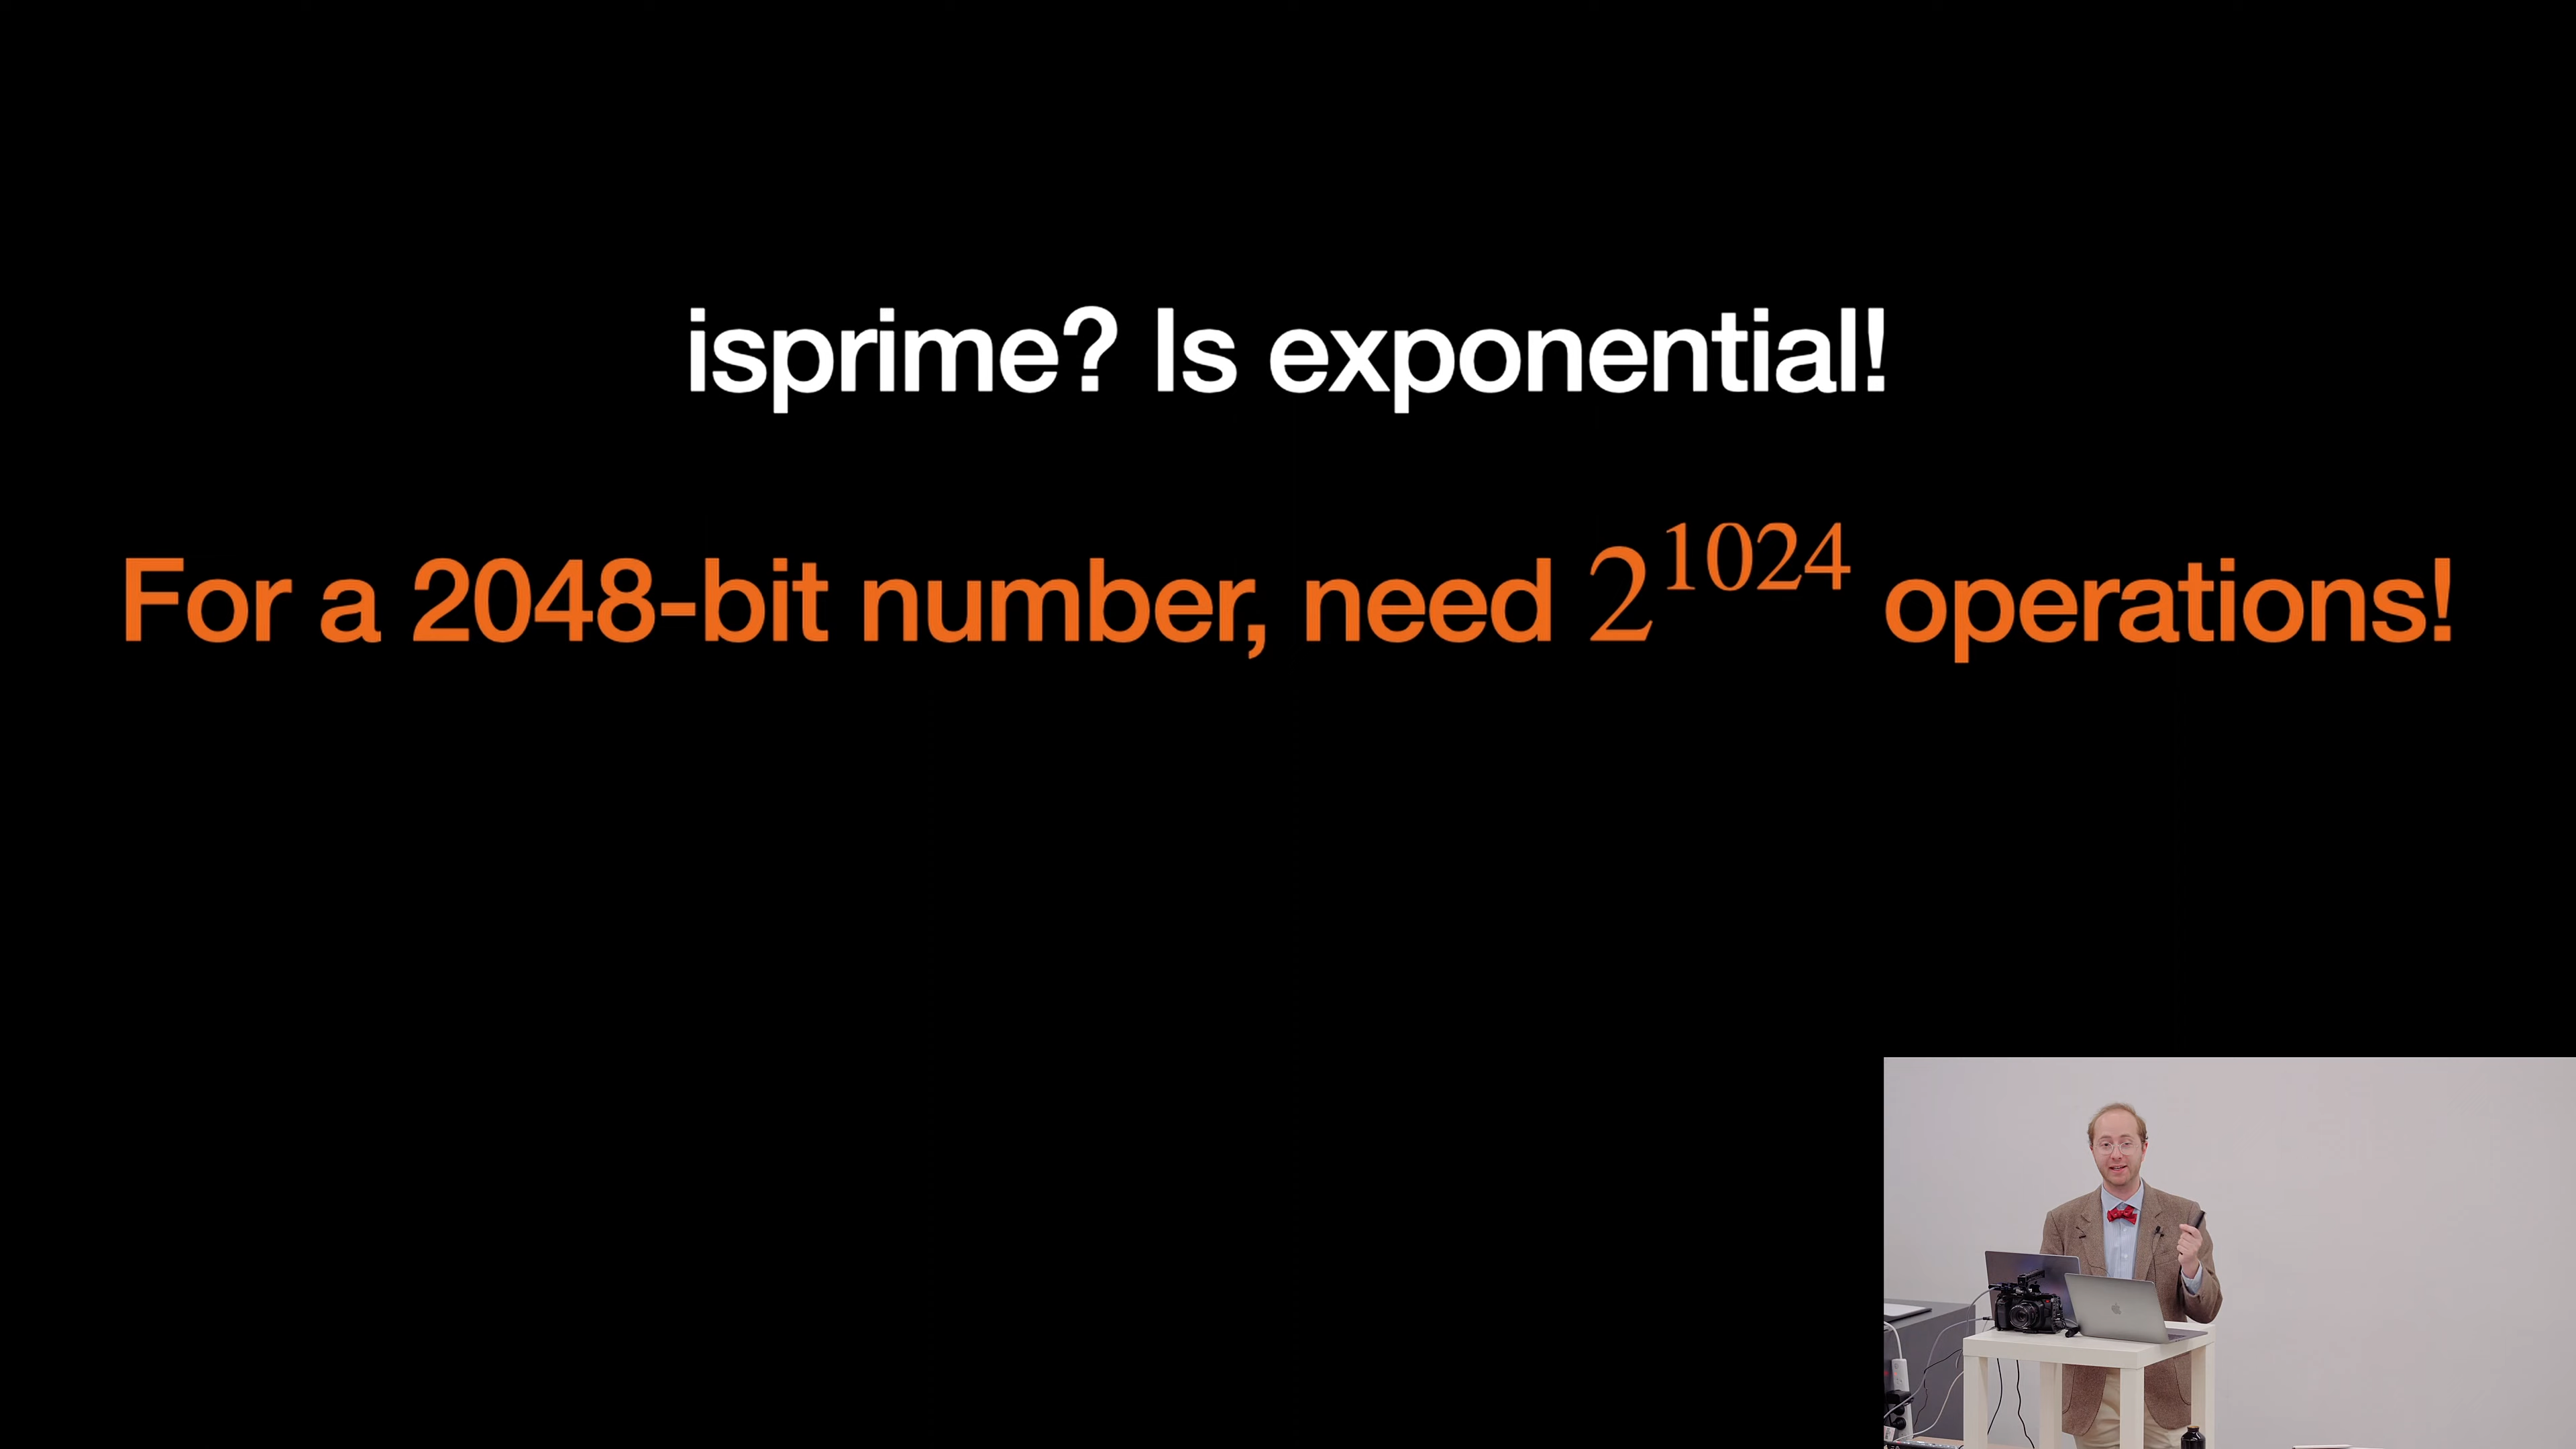 isprime? Is exponential!
For a 2048-bit number, need 2^1024 operations!